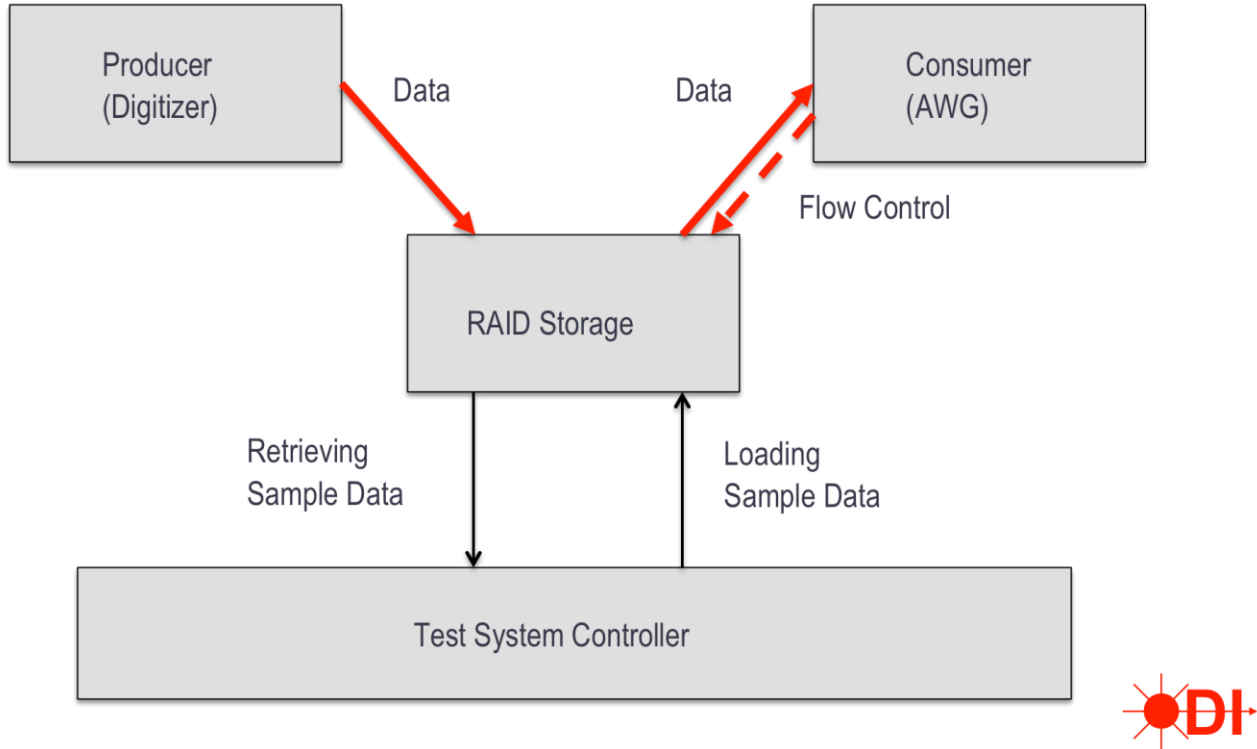 Producer
(Digitizer)
Data
Data
Consumer
(AWG)
Flow Control
RAID Storage
Retrieving
Sample Data
Loading
Sample Data
Test System Controller
ODI